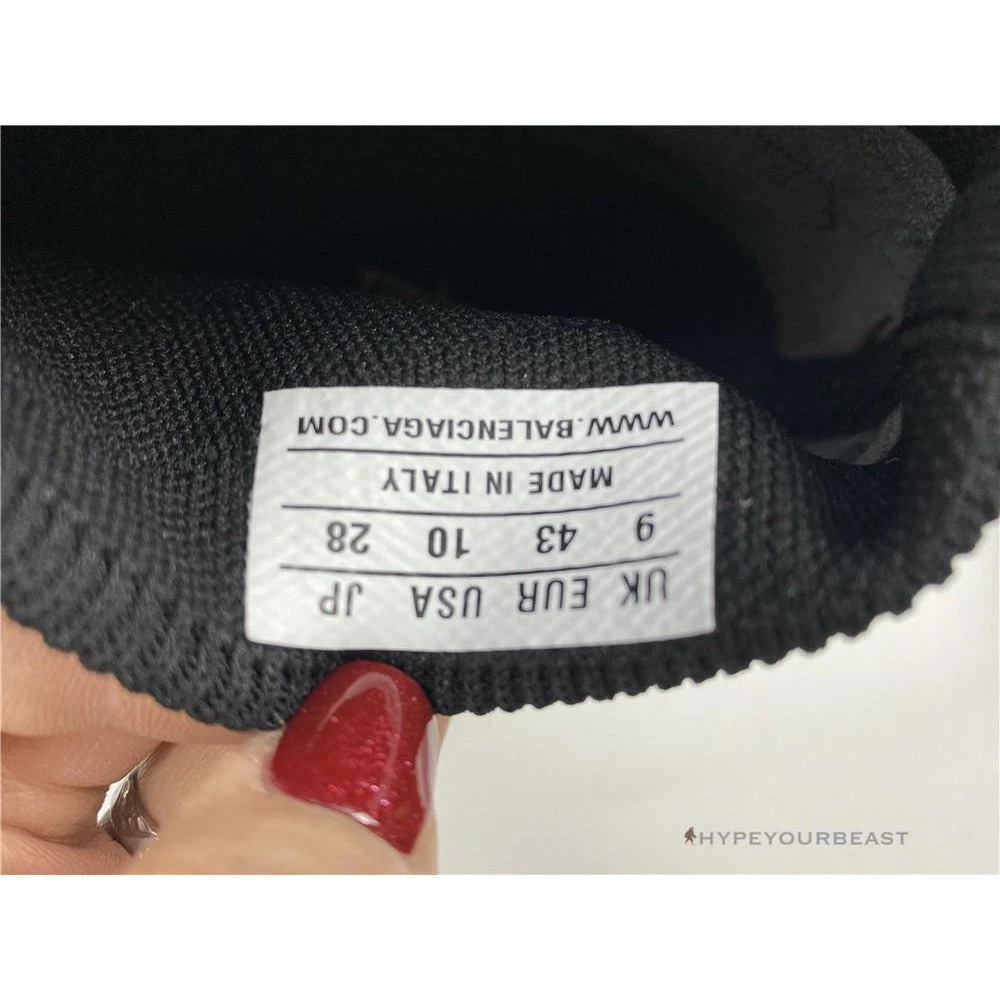 UK EUR USA JP
9 43 10 28
MADE IN ITALY
WWW.BALENCIAGA.COM
HYPEYOURBEAST